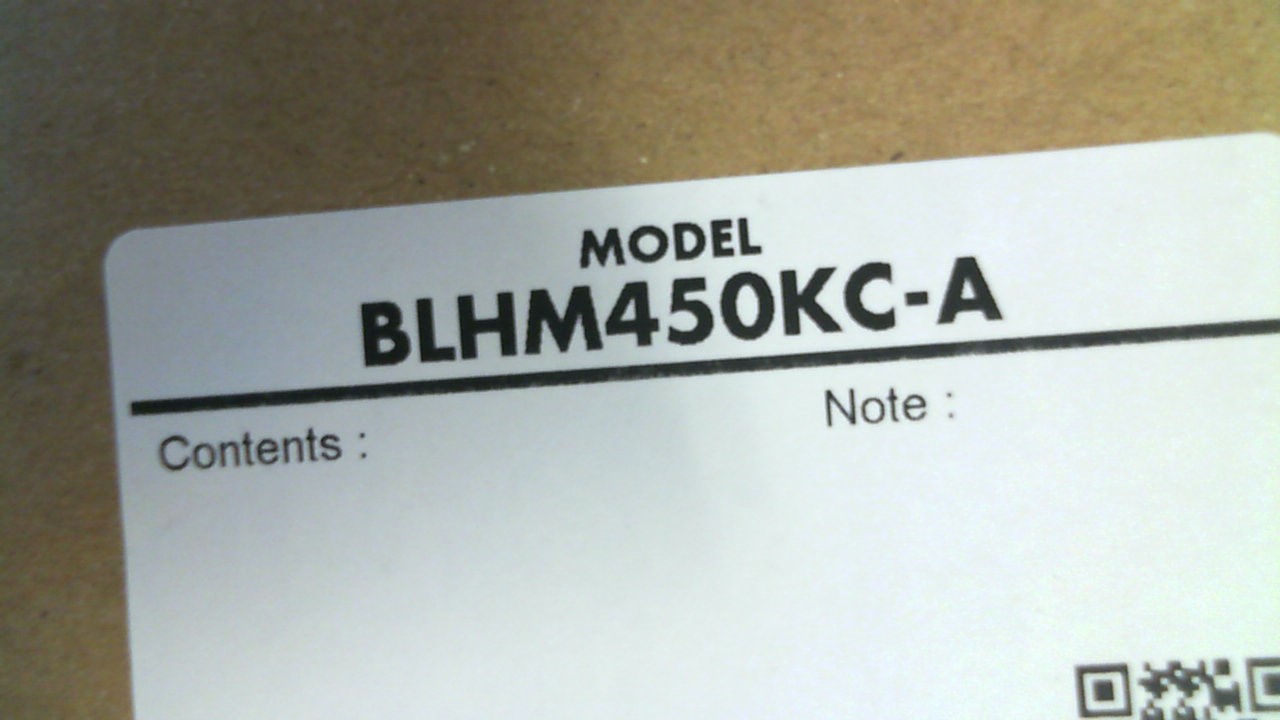 MODEL
BLHM450KC-A
Contents :
Note :